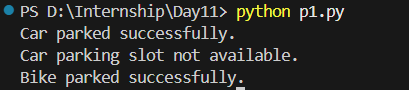 PS D:\Internship\Day11> python p1.py
Car parked successfully.
Car parking slot not available.
Bike parked successfully.